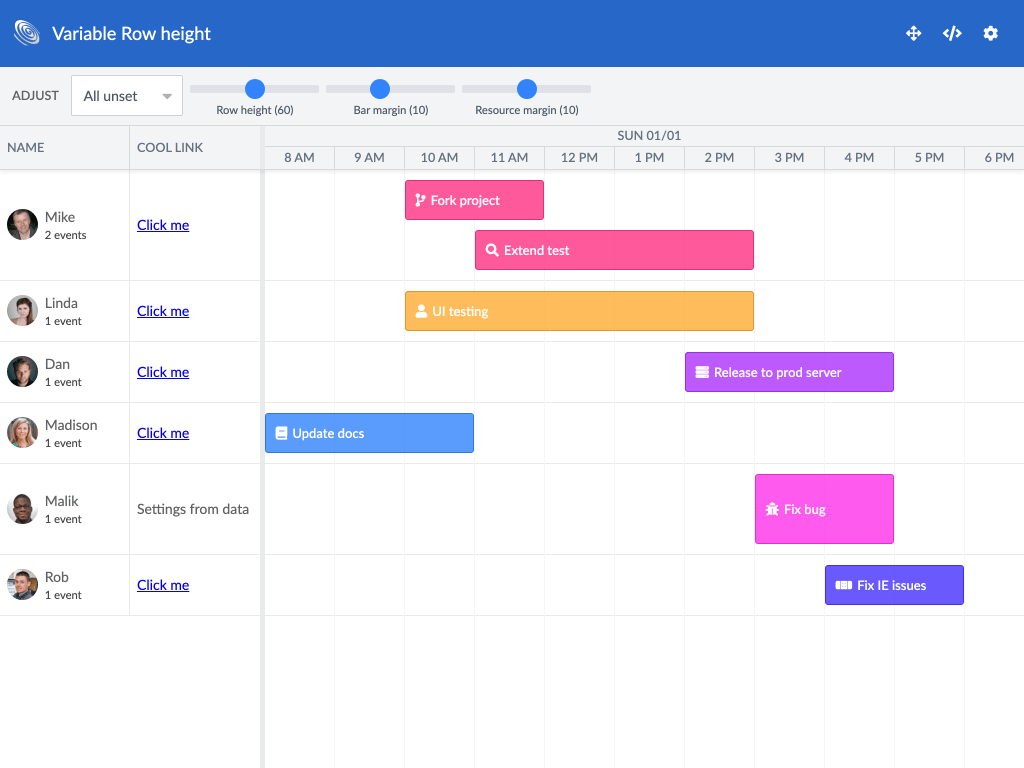 Variable Row height
ADJUST
All unset
Row height (60)
Bar margin (10)
Resource margin (10)
NAME
COOL LINK
SUN 01/01
8 AM 9 AM 10 AM 11 AM 12 PM 1 PM 2 PM 3 PM 4 PM 5 PM 6 PM
Mike
2 events
Click me
Fork project
Extend test
Linda
1 event
Click me
UI testing
Dan
1 event
Click me
Release to prod server
Madison
1 event
Click me
Update docs
Malik
1 event
Settings from data
Fix bug
Rob
1 event
Click me
Fix IE issues